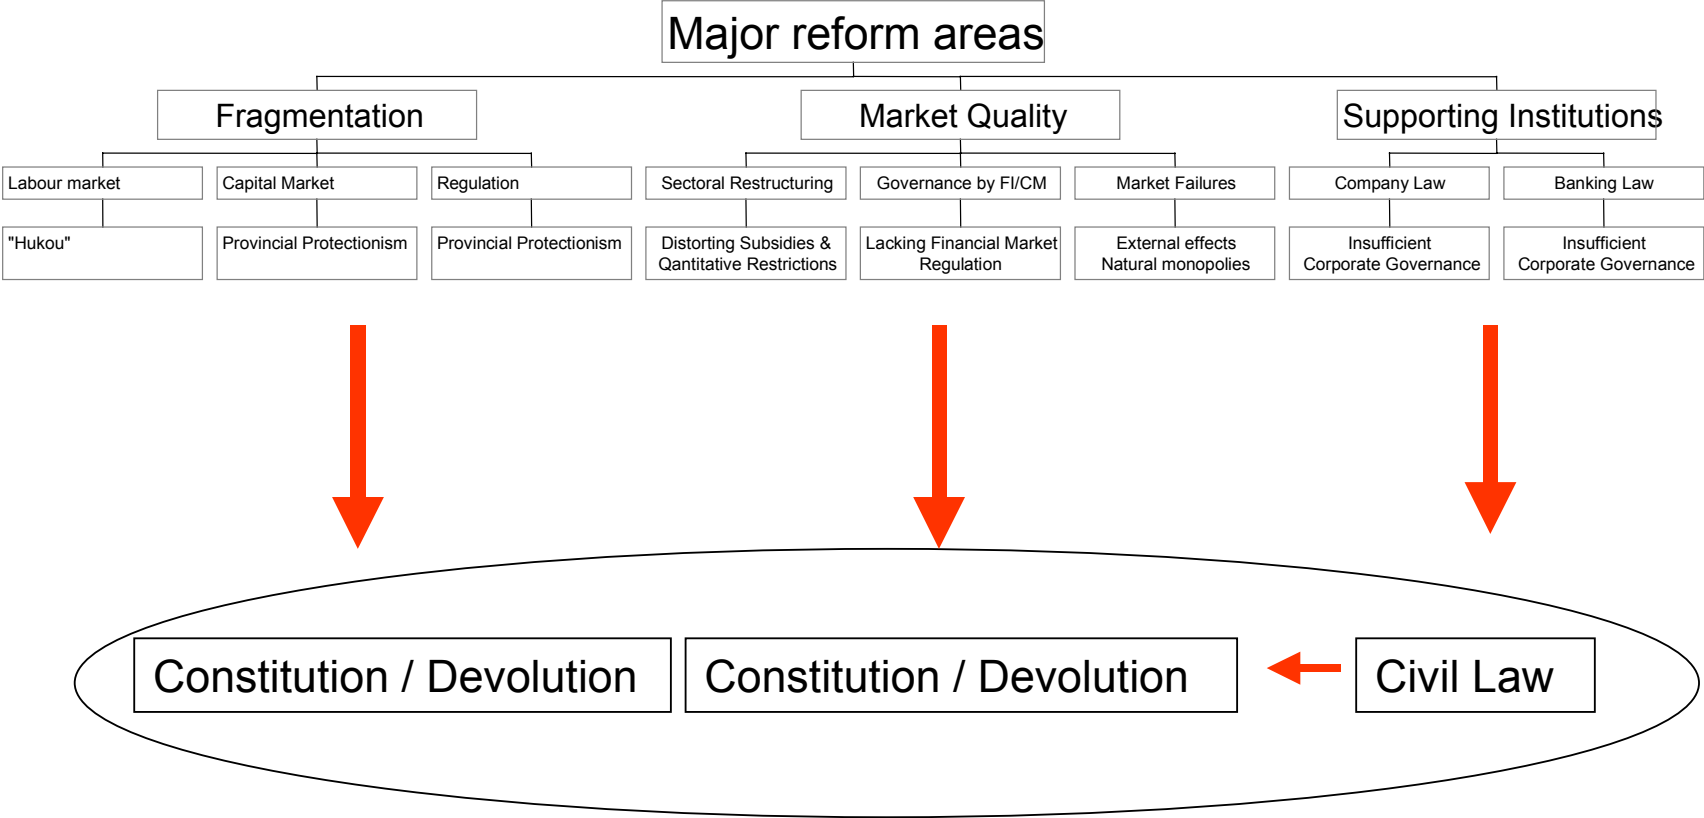 Major reform areas
Fragmentation
Market Quality
Supporting Institutions
Labour market
Capital Market
Regulation
Sectoral Restructuring
Governance by FI/CM
Market Failures
Company Law
Banking Law
"Hukou"
Provincial Protectionism
Provincial Protectionism
Distorting Subsidies &
Qantitative Restrictions
Lacking Financial Market
Regulation
External effects
Natural monopolies
Insufficient
Corporate Governance
Insufficient
Corporate Governance
Constitution / Devolution
Constitution / Devolution
Civil Law